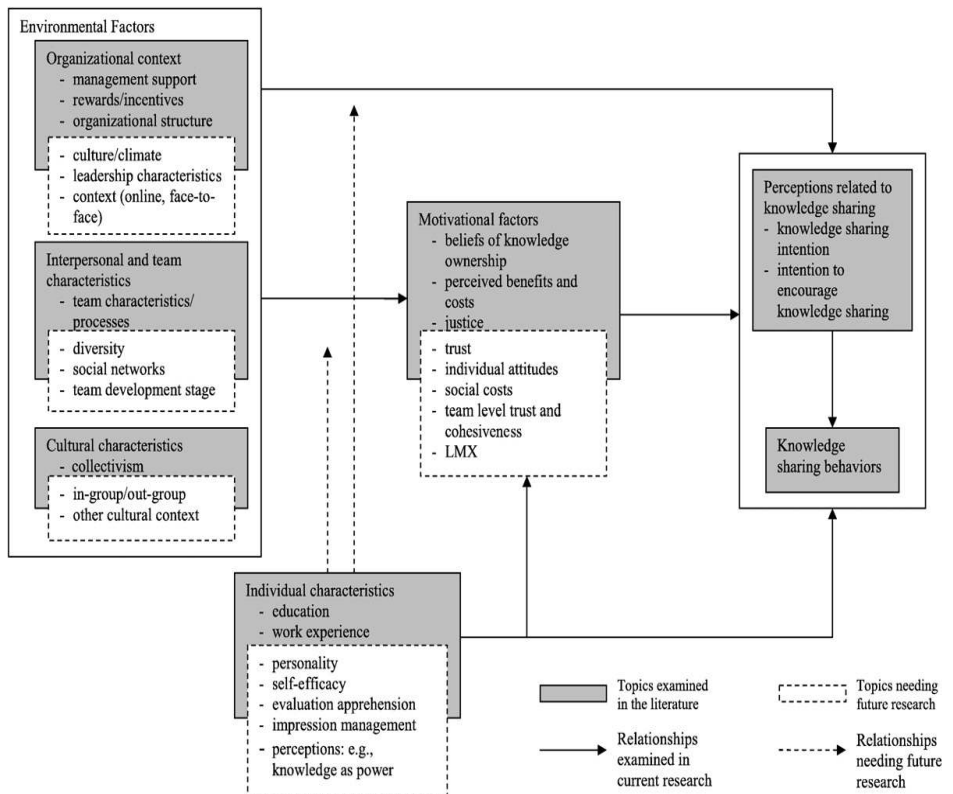 Environmental Factors
Organizational context
- management support
- rewards/incentives
- organizational structure
- culture/climate
- leadership characteristics
- context (online, face-to-
face)
Interpersonal and team
characteristics
- team characteristics/
processes
- diversity
- social networks
- team development stage
Cultural characteristics
- collectivism
- in-group/out-group
- other cultural context
Motivational factors
- beliefs of knowledge
ownership
- perceived benefits and
costs
- justice
- trust
- individual attitudes
- social costs
- team level trust and
cohesiveness
- LMX
Perceptions related to
knowledge sharing
- knowledge sharing
intention
- intention to
encourage
knowledge sharing
Knowledge
sharing behaviors
Individual characteristics
- education
- work experience
- personality
- self-efficacy
- evaluation apprehension
- impression management
- perceptions: e.g.,
knowledge as power
Topics examined
in the literature
Topics needing
future research
Relationships
examined in
current research
Relationships
needing future
research